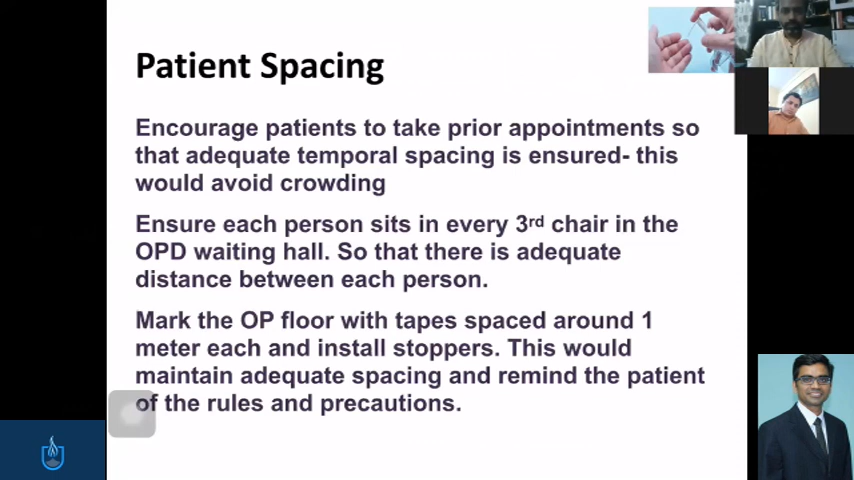 Patient Spacing
Encourage patients to take prior appointments so
that adequate temporal spacing is ensured- this
would avoid crowding
Ensure each person sits in every 3rd chair in the
OPD waiting hall. So that there is adequate
distance between each person.
Mark the OP floor with tapes spaced around 1
meter each and install stoppers. This would
maintain adequate spacing and remind the patient
of the rules and precautions.